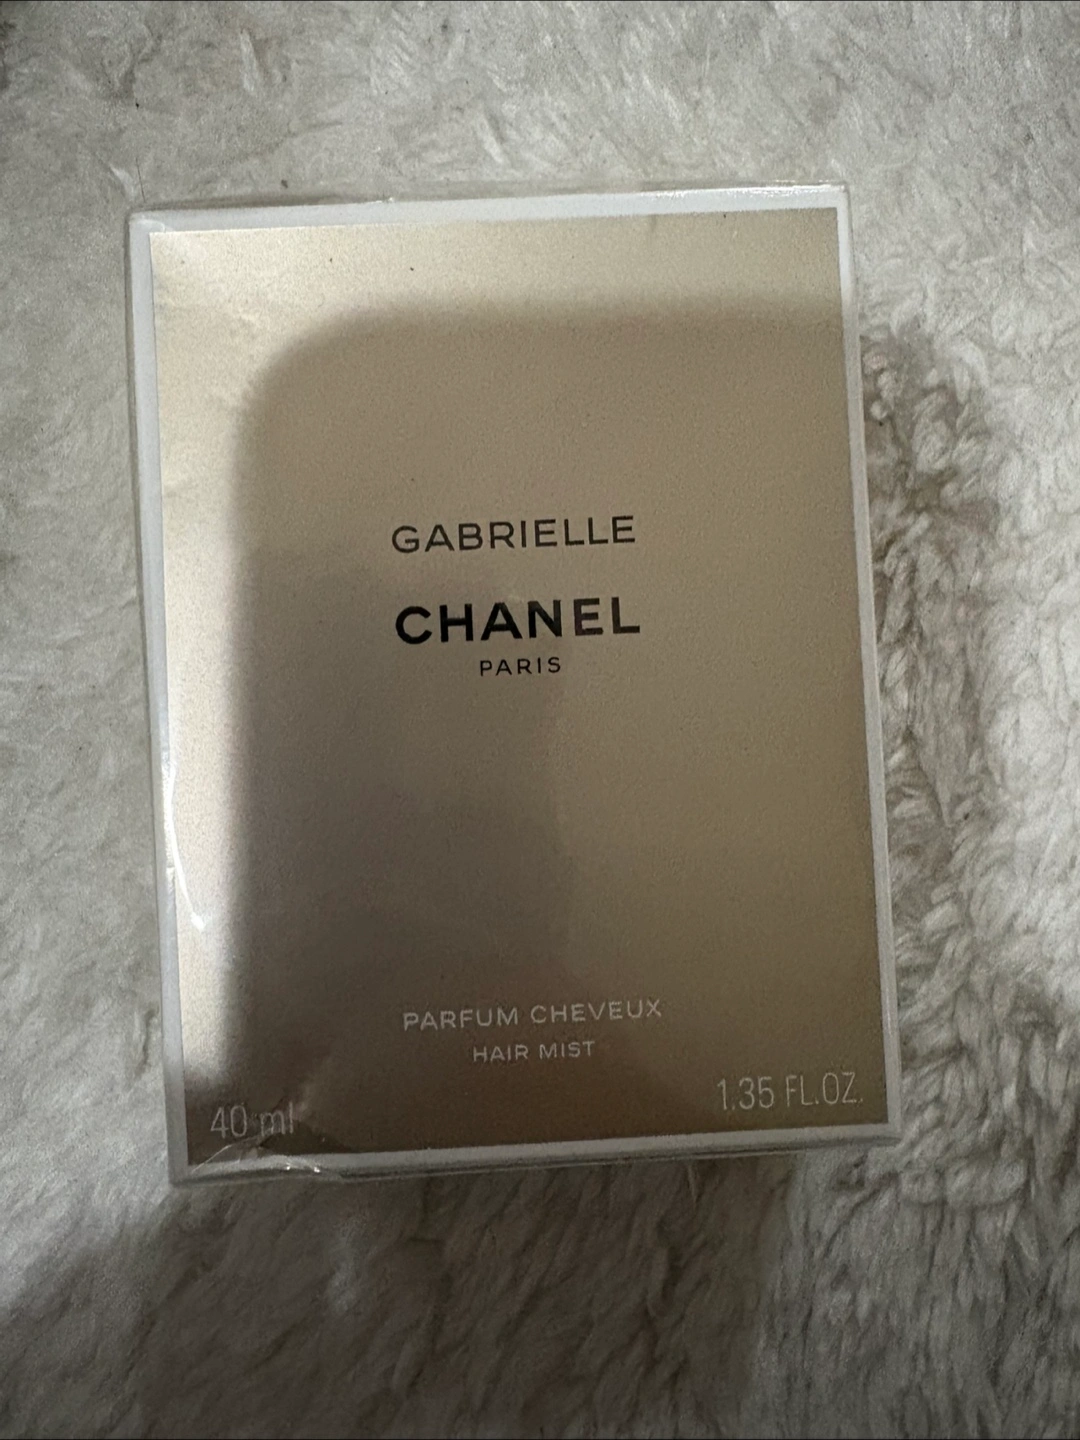 GABRIELLE
CHANEL
PARIS
PARFUM CHEVEUX
HAIR MIST
40 ml
1.35 FL.OZ.